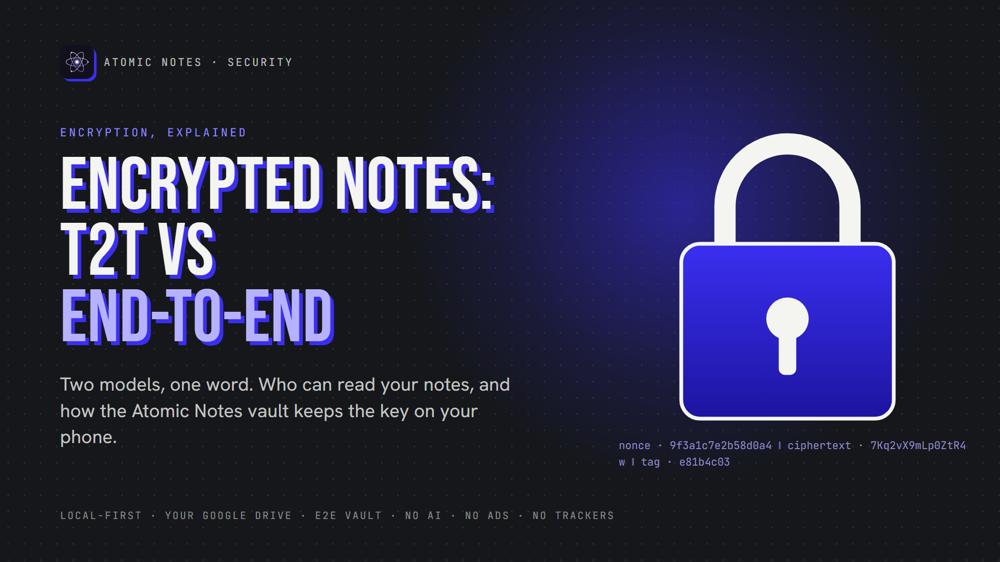 ATOMIC NOTES · SECURITY
ENCRYPTION, EXPLAINED
ENCRYPTED NOTES:
T2T VS
END-TO-END
Two models, one word. Who can read your notes, and
how the Atomic Notes vault keeps the key on your
phone.
nonce · 9f3a1c7e2b58d0a4 ‖ ciphertext · 7Kq2vX9mLp0ZtR4
w ‖ tag · e81b4c03
LOCAL-FIRST · YOUR GOOGLE DRIVE · E2E VAULT · NO AI · NO ADS · NO TRACKERS